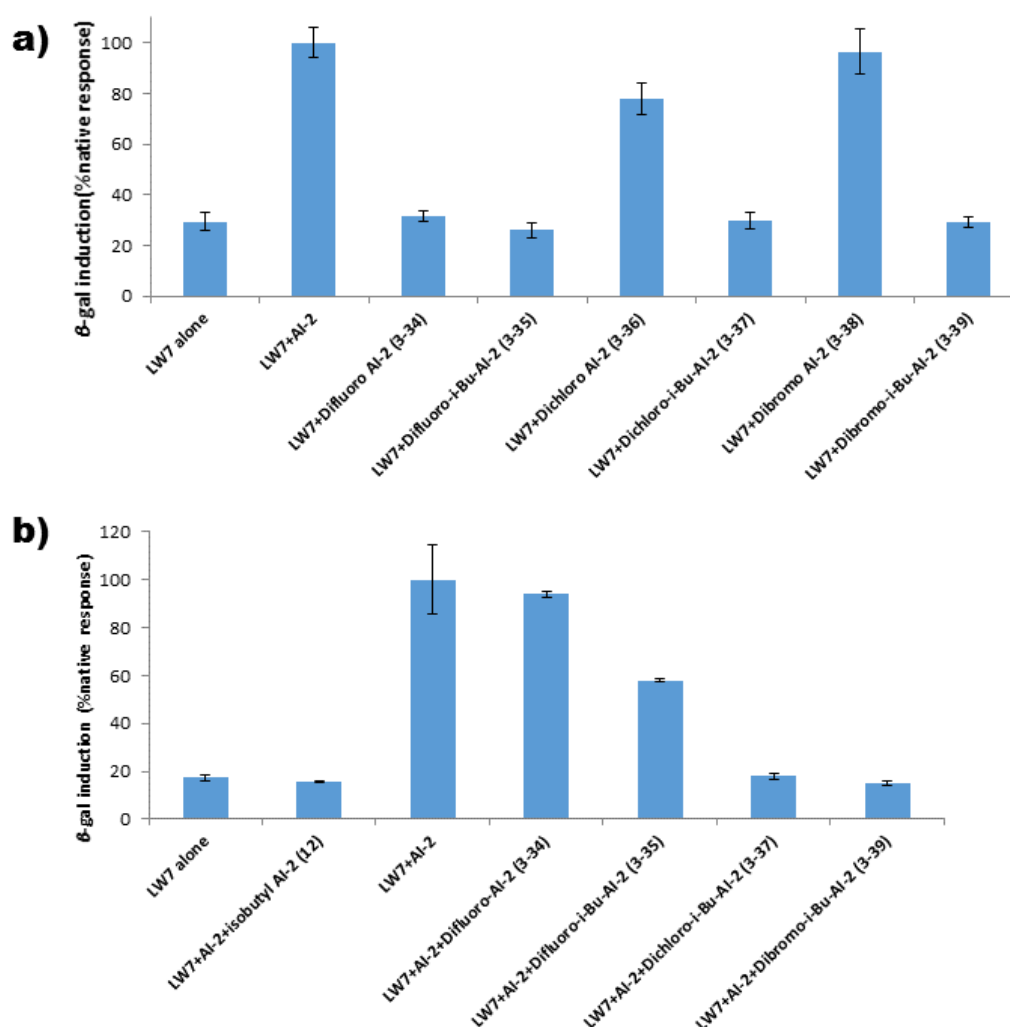 a)
β-gal induction(%native response)
100
80
60
40
20
0
LW7 alone
LW7+AI-2
LW7+Difluoro AI-2 (3-34)
LW7+Difluoro-i-Bu-AI-2 (3-35)
LW7+Dichloro AI-2 (3-36)
LW7+Dichloro-i-Bu-AI-2 (3-37)
LW7+Dibromo AI-2 (3-38)
LW7+Dibromo-i-Bu-AI-2 (3-39)
b)
β-gal induction (%native response)
120
100
80
60
40
20
0
LW7 alone
LW7+AI-2+isobutyl AI-2 (12)
LW7+AI-2
LW7+AI-2+Difluoro-AI-2 (3-34)
LW7+AI-2+Difluoro-i-Bu-AI-2 (3-35)
LW7+AI-2+Dichloro-i-Bu-AI-2 (3-37)
LW7+AI-2+Dibromo-i-Bu-AI-2 (3-39)